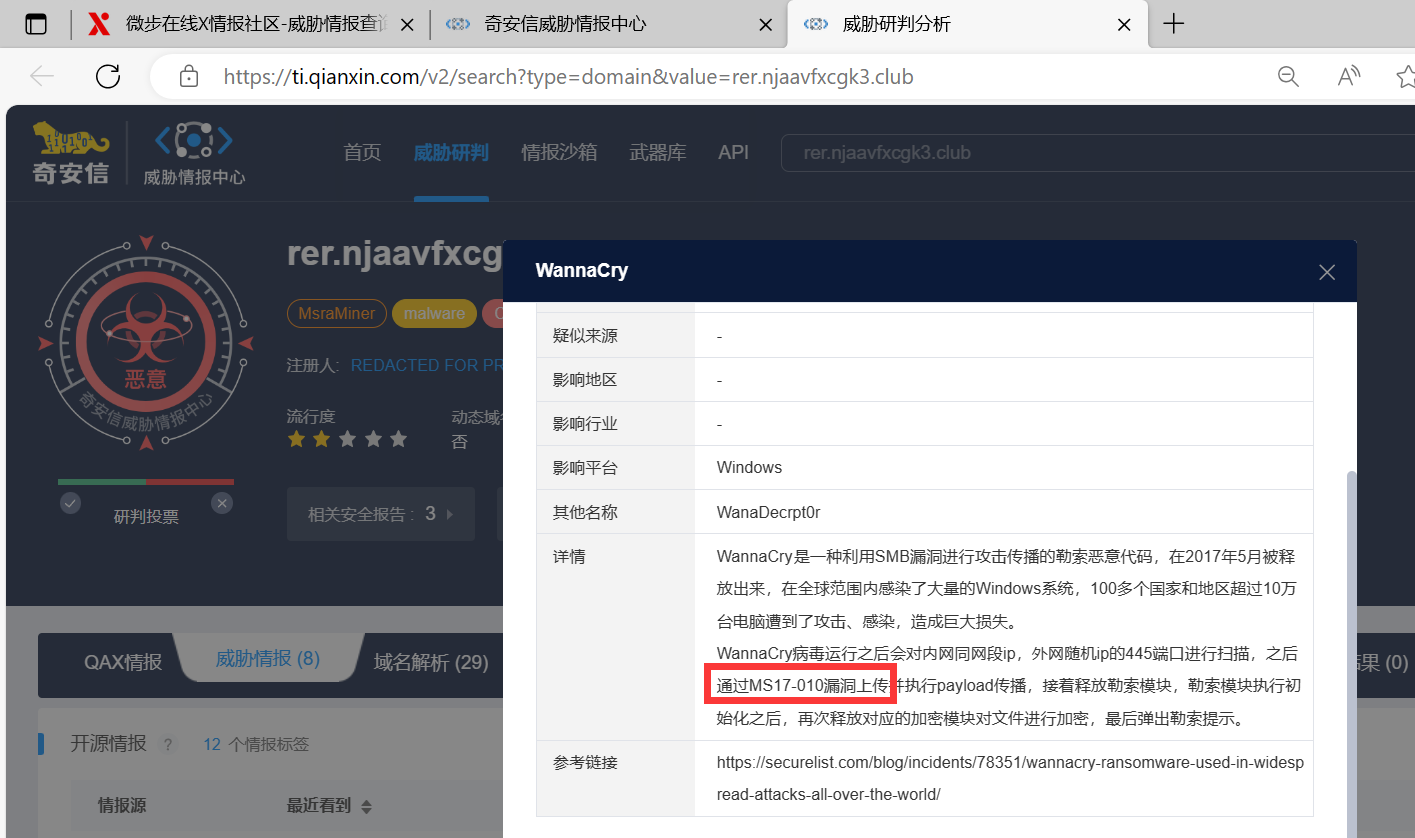 微步在线X情报社区-威胁情报查
奇安信威胁情报中心
威胁研判分析
https://ti.qianxin.com/v2/search?type=domain&value=rer.njaavfxcgk3.club
奇安信
威胁情报中心
首页
威胁研判
情报沙箱
武器库
API
rer.njaavfxcgk3.club
恶意
奇安信威胁情报中心
研判投票
rer.njaavfxcg
MsraMiner
malware
注册人: REDACTED FOR PR
流行度
动态域
否
相关安全报告 : 3
WannaCry
疑似来源 -
影响地区 -
影响行业 -
影响平台 Windows
其他名称 WanaDecrpt0r
详情 WannaCry是一种利用SMB漏洞进行攻击传播的勒索恶意代码，在2017年5月被释
放出来，在全球范围内感染了大量的Windows系统，100多个国家和地区超过10万
台电脑遭到了攻击、感染，造成巨大损失。
WannaCry病毒运行之后会对内网同网段ip，外网随机ip的445端口进行扫描，之后
通过MS17-010漏洞上传并执行payload传播，接着释放勒索模块，勒索模块执行初
始化之后，再次释放对应的加密模块对文件进行加密，最后弹出勒索提示。
参考链接 https://securelist.com/blog/incidents/78351/wannacry-ransomware-used-in-widesp
read-attacks-all-over-the-world/
QAX情报
威胁情报 (8)
域名解析 (29)
果 (0)
开源情报 ? 12 个情报标签
情报源 最近看到